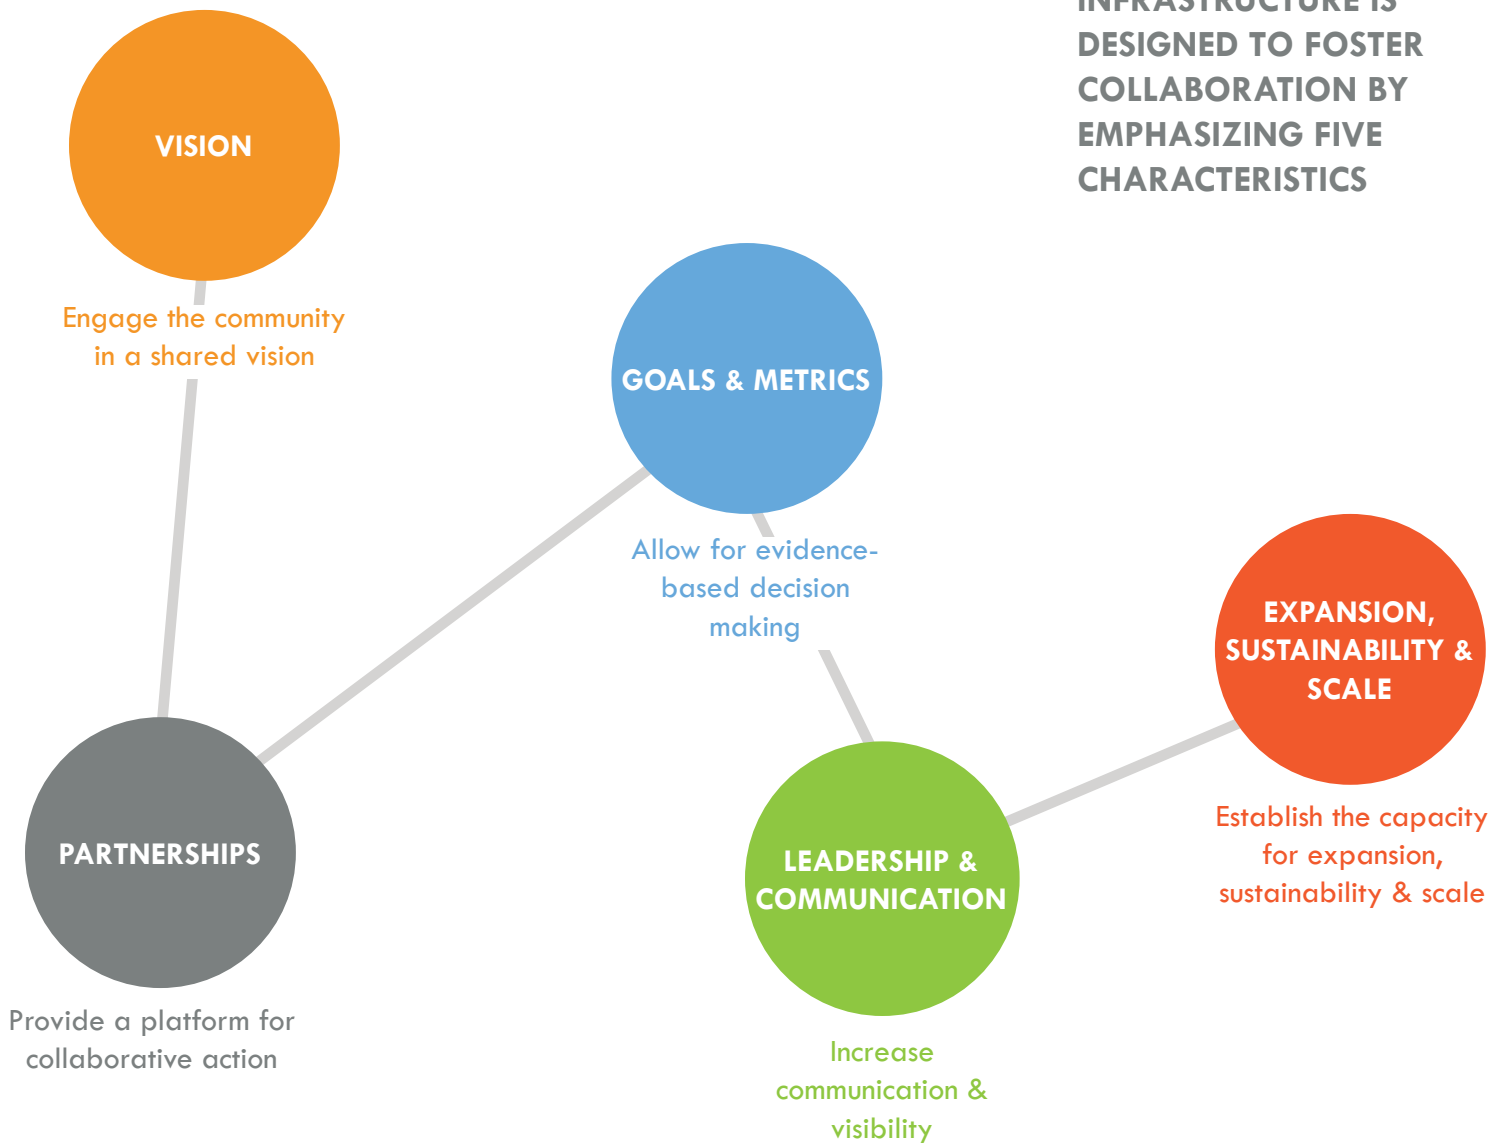 INFRASTRUCTURE IS
DESIGNED TO FOSTER
COLLABORATION BY
EMPHASIZING FIVE
CHARACTERISTICS
VISION
Engage the community
in a shared vision
GOALS & METRICS
Allow for evidence-
based decision
making
EXPANSION,
SUSTAINABILITY &
SCALE
Establish the capacity
for expansion,
sustainability & scale
PARTNERSHIPS
Provide a platform for
collaborative action
LEADERSHIP &
COMMUNICATION
Increase
communication &
visibility